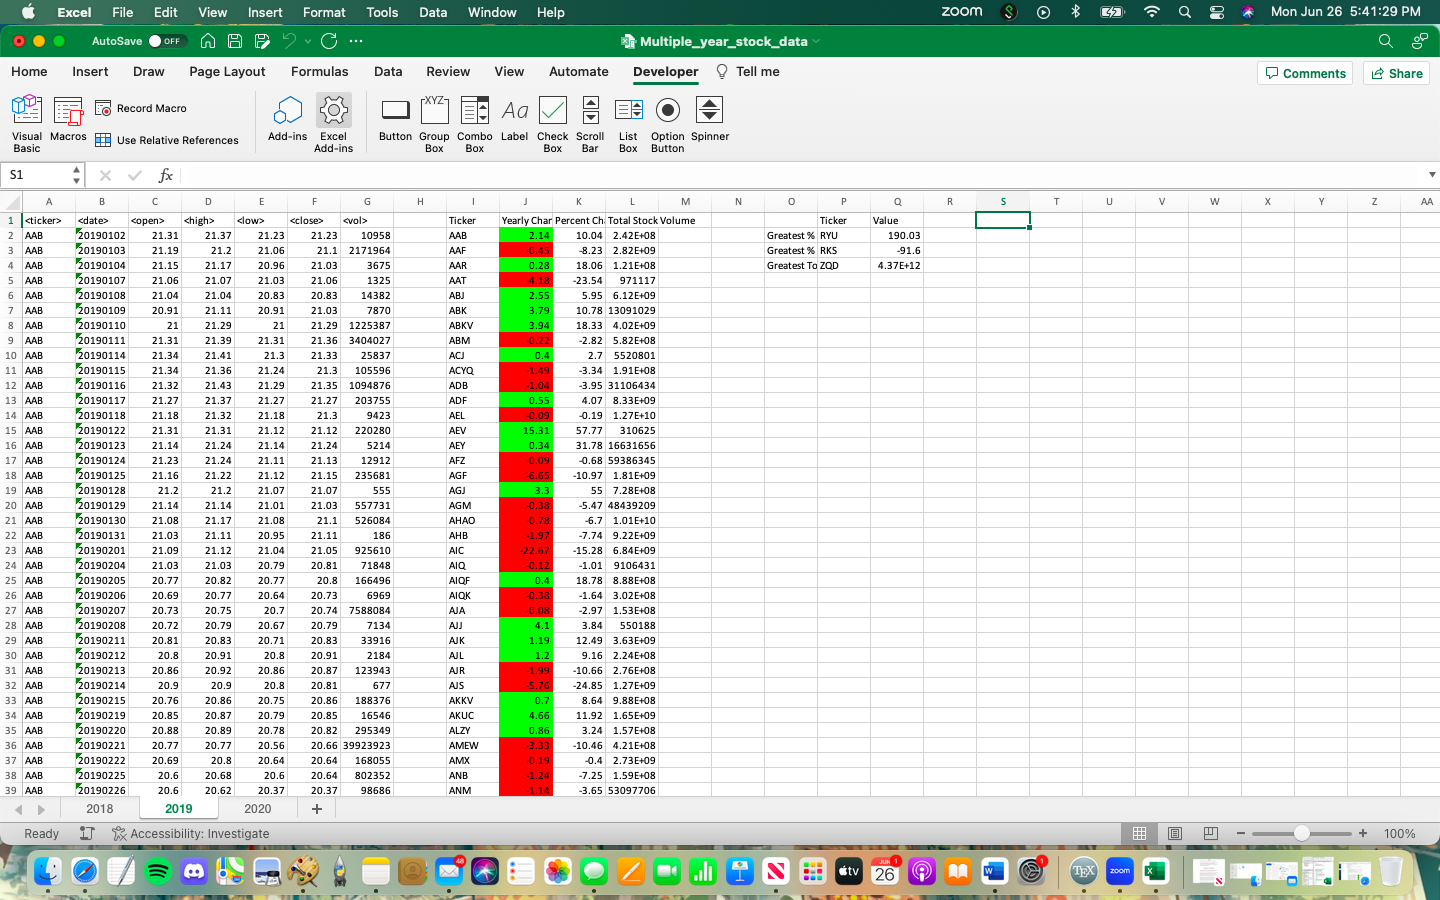 Excel File Edit View Insert Format Tools Data Window Help zoom Mon Jun 26 5:41:29 PM
AutoSave OFF Multiple_year_stock_data
Home Insert Draw Page Layout Formulas Data Review View Automate Developer Tell me Comments Share
Visual Basic Macros Record Macro Use Relative References Add-ins Excel Add-ins Button Group Box Combo Box Label Check Box Scroll Bar List Box Option Button Spinner
S1 fx
A B C D E F G H I J K L M N O P Q R S T U V W X Y Z AA
1 <ticker> <date> <open> <high> <low> <close> <vol> Ticker Yearly Char Percent Ch Total Stock Volume Ticker Value
2 AAB 20190102 21.31 21.37 21.23 21.23 10958 AAB 2.14 10.04 2.42E+08 Greatest % RYU 190.03
3 AAB 20190103 21.19 21.2 21.06 21.1 2171964 AAF -0.45 -8.23 2.82E+09 Greatest % RKS -91.6
4 AAB 20190104 21.15 21.17 20.96 21.03 3675 AAR 0.28 18.06 1.21E+08 Greatest To ZQD 4.37E+12
5 AAB 20190107 21.06 21.07 21.03 21.06 1325 AAT -4.18 -23.54 971117
6 AAB 20190108 21.04 21.04 20.83 20.83 14382 ABJ 2.55 5.95 6.12E+09
7 AAB 20190109 20.91 21.11 20.91 21.03 7870 ABK 3.79 10.78 13091029
8 AAB 20190110 21 21.29 21 21.29 1225387 ABKV 3.94 18.33 4.02E+09
9 AAB 20190111 21.31 21.39 21.31 21.36 3404027 ABM -0.22 -2.82 5.82E+08
10 AAB 20190114 21.34 21.41 21.3 21.33 25837 ACJ 0.4 2.7 5520801
11 AAB 20190115 21.34 21.36 21.24 21.3 105596 ACYQ -1.49 -3.34 1.91E+08
12 AAB 20190116 21.32 21.43 21.29 21.35 1094876 ADB -1.04 -3.95 31106434
13 AAB 20190117 21.27 21.37 21.27 21.27 203755 ADF 0.55 4.07 8.33E+09
14 AAB 20190118 21.18 21.32 21.18 21.3 9423 AEL -0.09 -0.19 1.27E+10
15 AAB 20190122 21.31 21.31 21.12 21.12 220280 AEV 15.31 57.77 310625
16 AAB 20190123 21.14 21.24 21.14 21.24 5214 AEY 0.34 31.78 16631656
17 AAB 20190124 21.23 21.24 21.11 21.13 12912 AFZ -0.09 -0.68 59386345
18 AAB 20190125 21.16 21.22 21.12 21.15 235681 AGF -6.65 -10.97 1.81E+09
19 AAB 20190128 21.2 21.2 21.07 21.07 555 AGJ 3.3 55 7.28E+08
20 AAB 20190129 21.14 21.14 21.01 21.03 557731 AGM -0.38 -5.47 48439209
21 AAB 20190130 21.08 21.17 21.08 21.1 526084 AHAO -0.78 -6.7 1.01E+10
22 AAB 20190131 21.03 21.11 20.95 21.11 186 AHB -1.97 -7.74 9.22E+09
23 AAB 20190201 21.09 21.12 21.04 21.05 925610 AIC -22.67 -15.28 6.84E+09
24 AAB 20190204 21.03 21.03 20.79 20.81 71848 AIQ -0.12 -1.01 9106431
25 AAB 20190205 20.77 20.82 20.77 20.8 166496 AIQF 0.4 18.78 8.88E+08
26 AAB 20190206 20.69 20.77 20.64 20.73 6969 AIQK -0.38 -1.64 3.02E+08
27 AAB 20190207 20.73 20.75 20.7 20.74 7588084 AJA -0.08 -2.97 1.53E+08
28 AAB 20190208 20.72 20.79 20.67 20.79 7134 AJJ 4.1 3.84 550188
29 AAB 20190211 20.81 20.83 20.71 20.83 33916 AJK 1.19 12.49 3.63E+09
30 AAB 20190212 20.8 20.91 20.8 20.91 2184 AJL 1.2 9.16 2.24E+08
31 AAB 20190213 20.86 20.92 20.86 20.87 123943 AJR -1.99 -10.66 2.76E+08
32 AAB 20190214 20.9 20.9 20.8 20.81 677 AJS -5.76 -24.85 1.27E+09
33 AAB 20190215 20.76 20.86 20.75 20.86 188376 AKKV 0.7 8.64 9.88E+08
34 AAB 20190219 20.85 20.87 20.79 20.85 16546 AKUC 4.66 11.92 1.65E+09
35 AAB 20190220 20.88 20.89 20.78 20.82 295349 ALZY 0.86 3.24 1.57E+08
36 AAB 20190221 20.77 20.77 20.56 20.66 39923923 AMEW -3.33 -10.46 4.21E+08
37 AAB 20190222 20.69 20.8 20.64 20.64 168055 AMX -0.19 -0.4 2.73E+09
38 AAB 20190225 20.6 20.68 20.6 20.64 802352 ANB -1.24 -7.25 1.59E+08
39 AAB 20190226 20.6 20.62 20.37 20.37 98686 ANM -1.14 -3.65 53097706
2018 2019 2020 +
Ready Accessibility: Investigate 100%
48 tv JUN 26 1 W 1 TEX zoom X